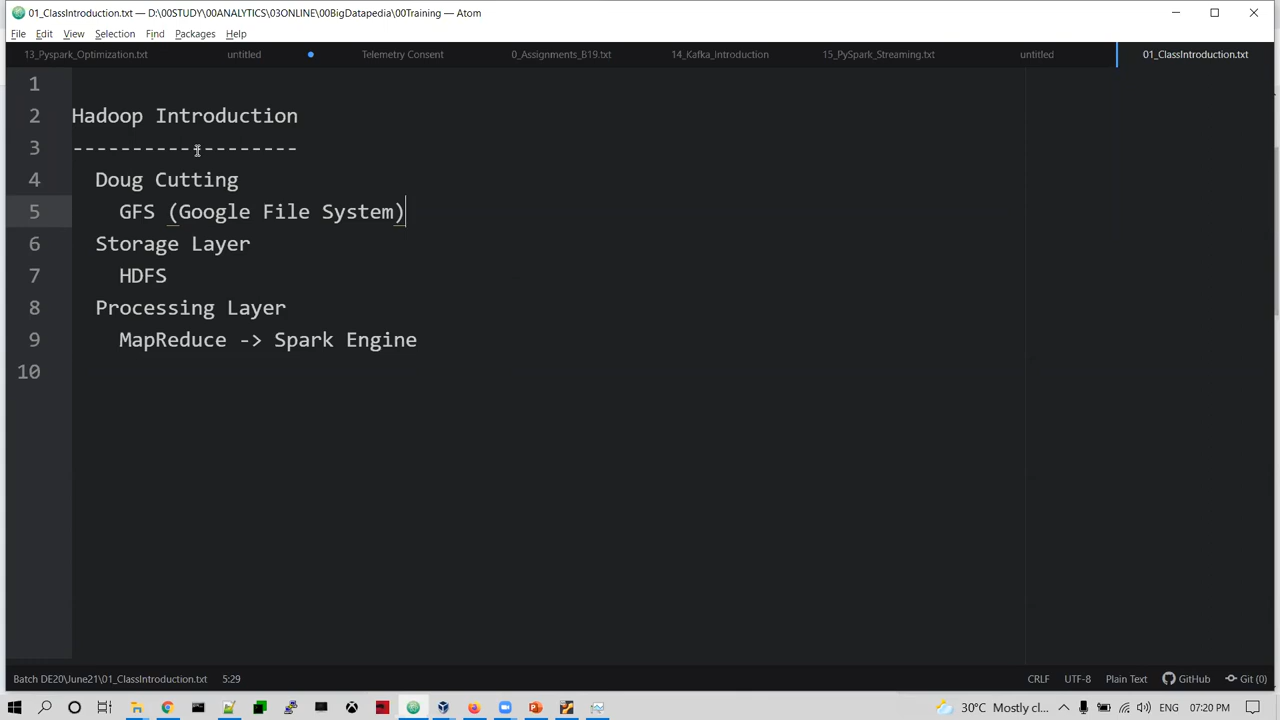 01_ClassIntroduction.txt — D:\00STUDY\00ANALYTICS\03ONLINE\00BigDatapedia\00Training — Atom
File Edit View Selection Find Packages Help
13_Pyspark_Optimization.txt untitled Telemetry Consent 0_Assignments_B19.txt 14_Kafka_Introduction 15_PySpark_Streaming.txt untitled 01_ClassIntroduction.txt
1
2 Hadoop Introduction
3 -------------------
4 Doug Cutting
5 GFS (Google File System)
6 Storage Layer
7 HDFS
8 Processing Layer
9 MapReduce -> Spark Engine
10
Batch DE20\June21\01_ClassIntroduction.txt 5:29 CRLF UTF-8 Plain Text GitHub Git (0)
30°C Mostly cl... ENG 07:20 PM